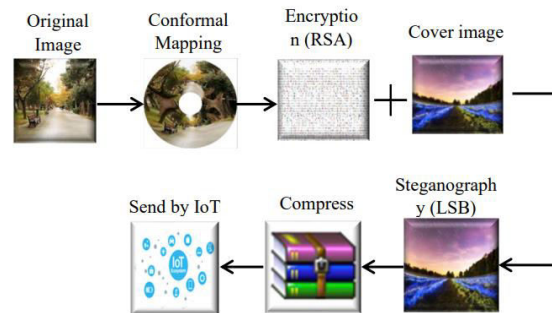 Original
Image
Conformal
Mapping
Encryptio
n (RSA)
Cover image
Send by IoT
Compress
Steganograph
y (LSB)
IoT